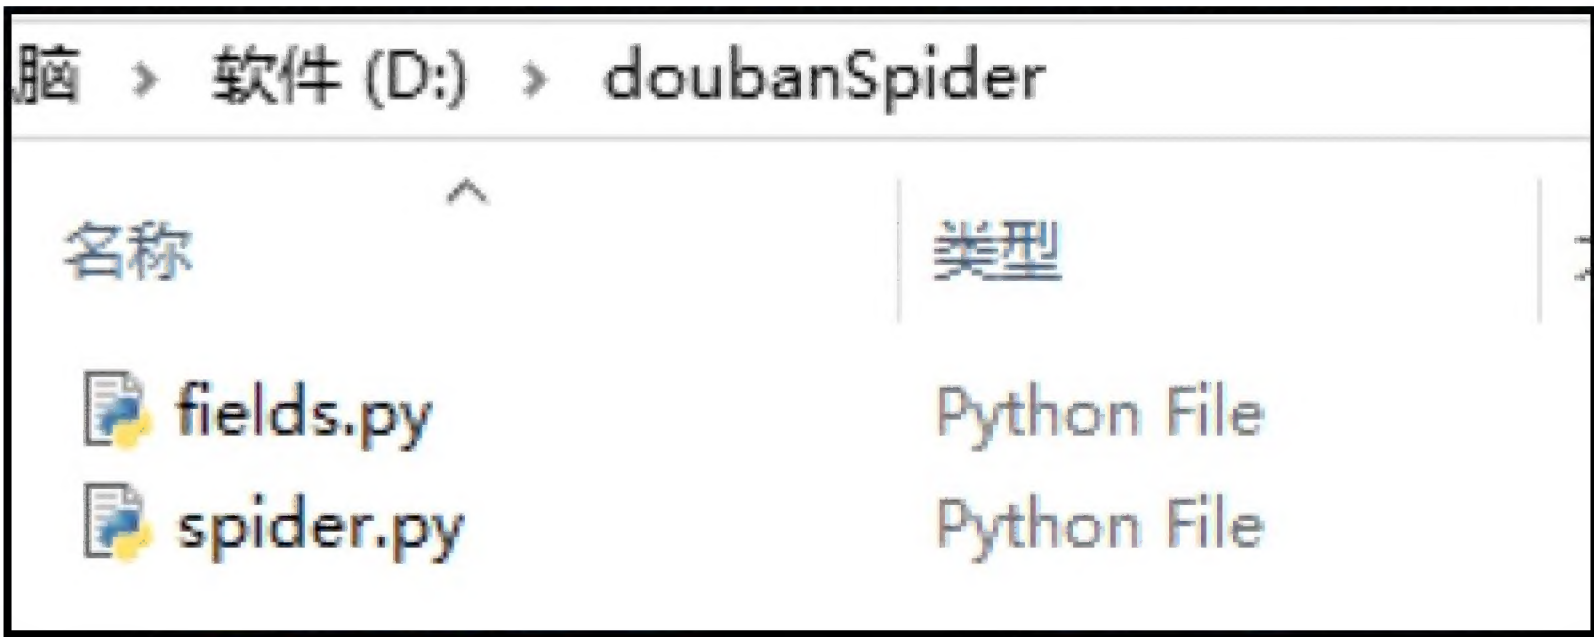 脑 › 软件 (D:) › doubanSpider
名称 类型
fields.py Python File
spider.py Python File